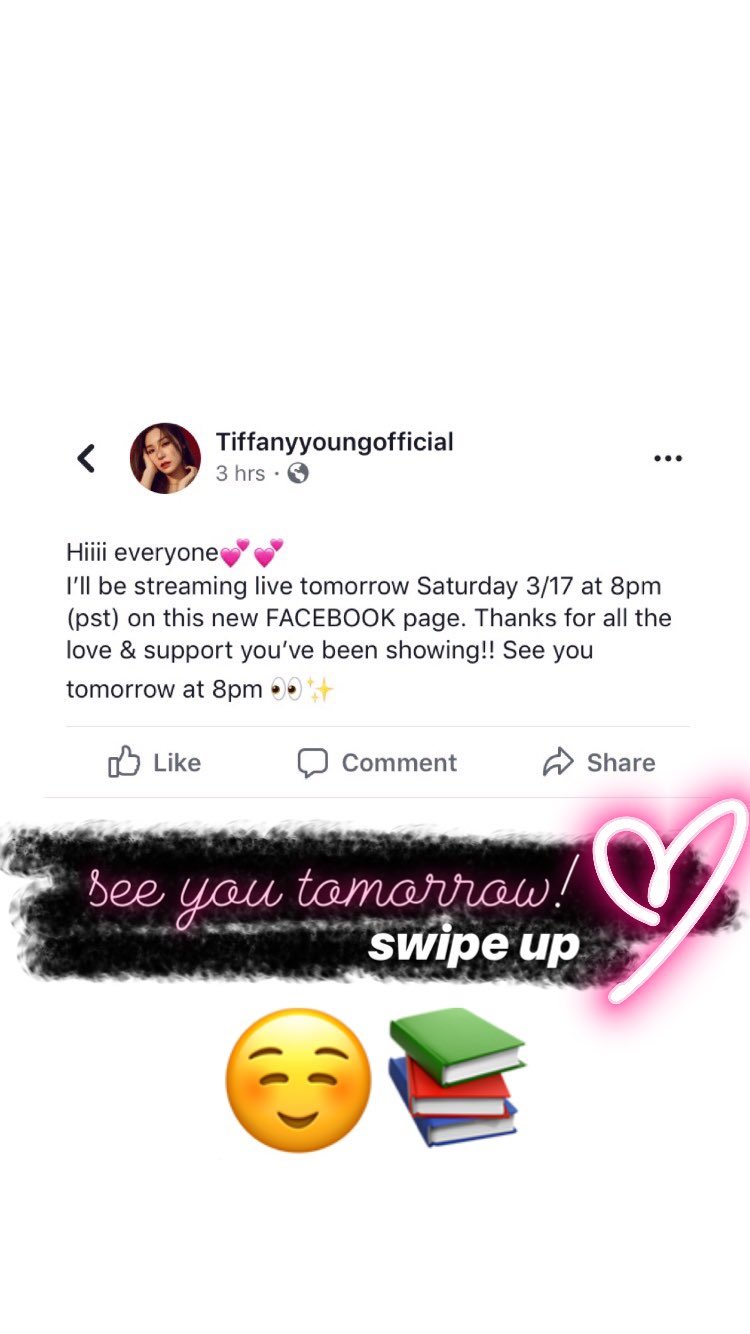 Tiffanyyoungofficial
3 hrs ·
Hiiii everyone💕💕
I’ll be streaming live tomorrow Saturday 3/17 at 8pm
(pst) on this new FACEBOOK page. Thanks for all the
love & support you’ve been showing!! See you
tomorrow at 8pm 👀✨
Like Comment Share
see you tomorrow!
swipe up